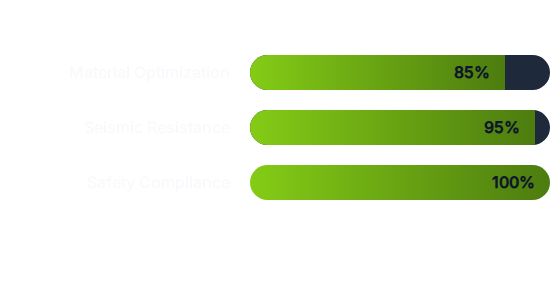 Material Optimization 85%
Seismic Resistance 95%
Safety Compliance 100%